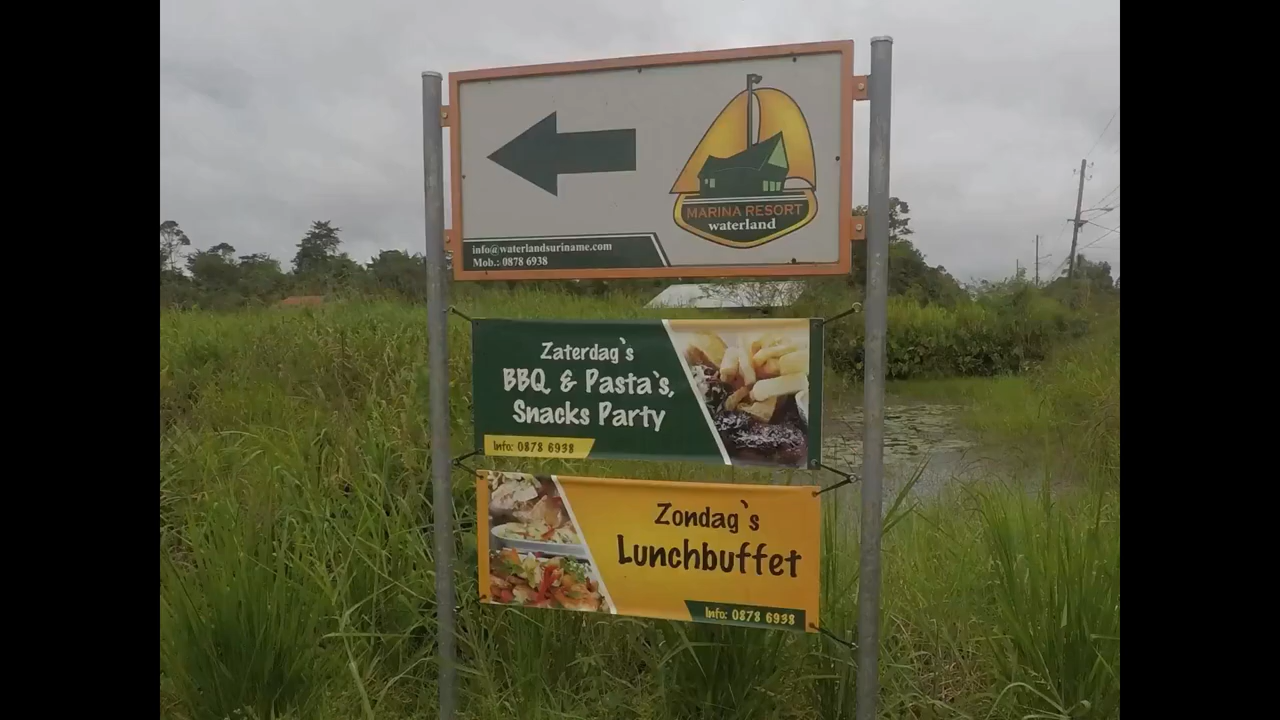 MARINA RESORT
waterland
info@waterlandsuriname.com
Mob.: 0878 6938
Zaterdag`s
BBQ & Pasta`s,
Snacks Party
Info: 0878 6938
Zondag`s
Lunchbuffet
Info: 0878 6938